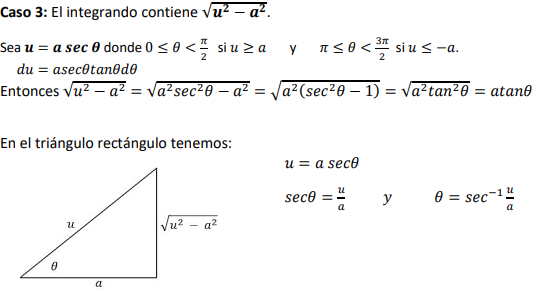 Caso 3: El integrando contiene √u² − a².
Sea u = a sec θ donde 0 ≤ θ < π/2 si u ≥ a y π ≤ θ < 3π/2 si u ≤ −a.
du = asecθtanθdθ
Entonces √u² − a² = √a²sec²θ − a² = √a²(sec²θ − 1) = √a²tan²θ = atanθ
En el triángulo rectángulo tenemos:
u = a secθ
secθ = u/a y θ = sec⁻¹ u/a
u
√u² − a²
θ
a